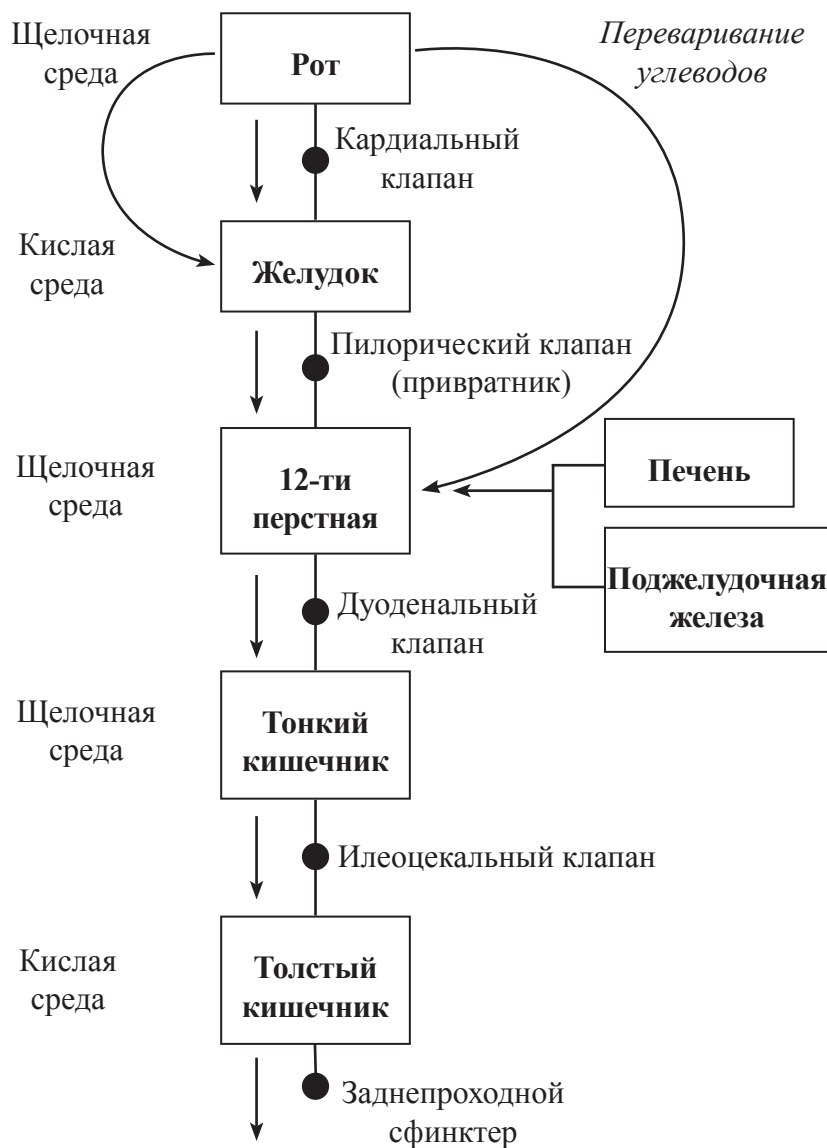 Щелочная
среда
Рот
Переваривание
углеводов
Кардиальный
клапан
Кислая
среда
Желудок
Пилорический клапан
(привратник)
Щелочная
среда
12-ти
перстная
Печень
Поджелудочная
железа
Дуоденальный
клапан
Щелочная
среда
Тонкий
кишечник
Илеоцекальный клапан
Кислая
среда
Толстый
кишечник
Заднепроходной
сфинктер